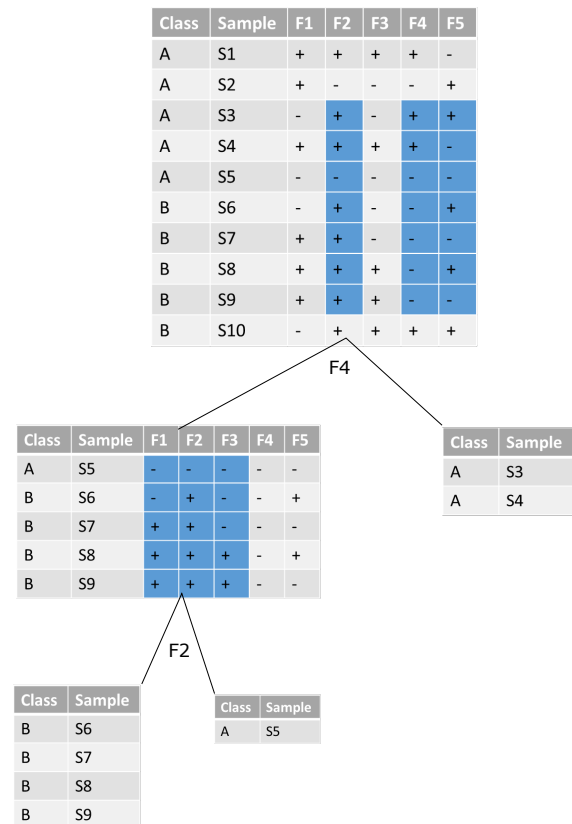 Class Sample F1 F2 F3 F4 F5
A S1 + + + + -
A S2 + - - - +
A S3 - + - + +
A S4 + + + + -
A S5 - - - - -
B S6 - + - - +
B S7 + + - - -
B S8 + + + - +
B S9 + + + - -
B S10 - + + + +
F4
Class Sample F1 F2 F3 F4 F5
A S5 - - - - -
B S6 - + - - +
B S7 + + - - -
B S8 + + + - +
B S9 + + + - -
Class Sample
A S3
A S4
F2
Class Sample
B S6
B S7
B S8
B S9
Class Sample
A S5